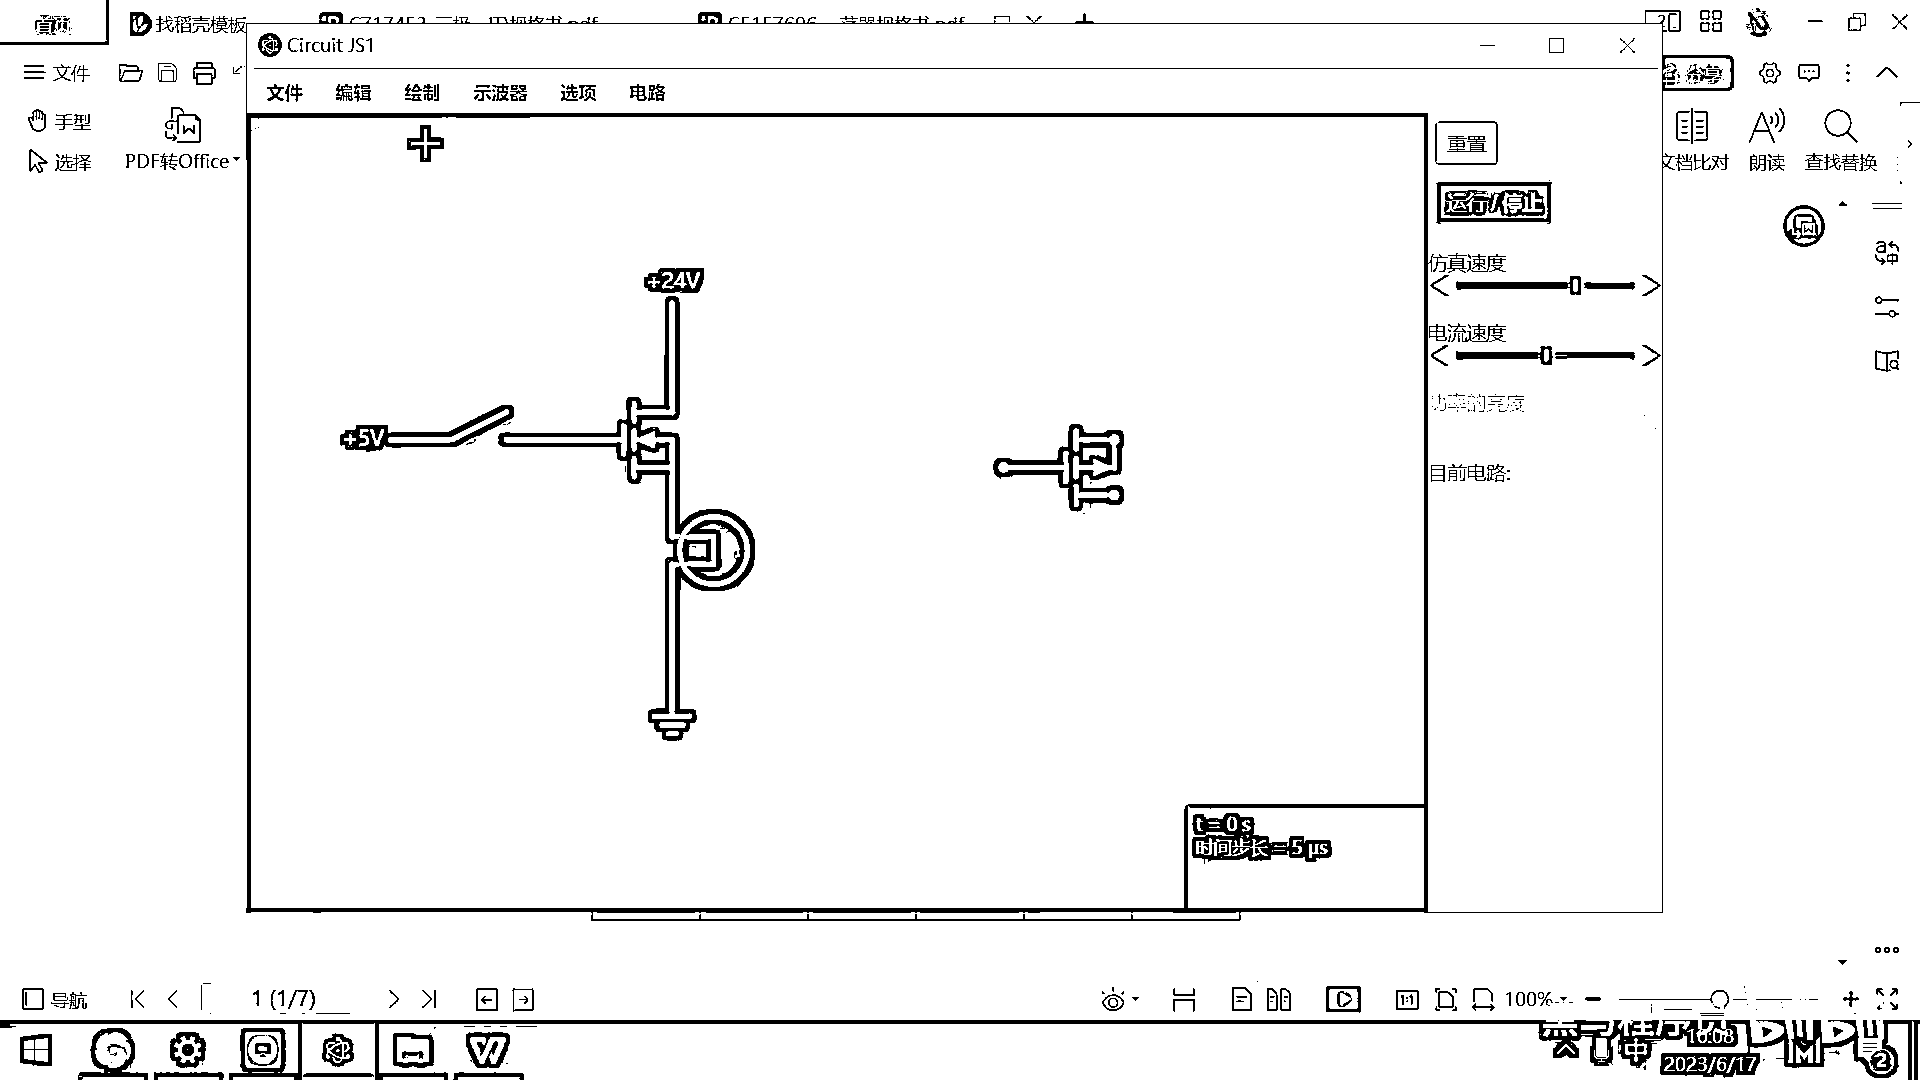 首页
找稻壳模板
Circuit JS1
文件
手型
选择
PDF转Office
文件 编辑 绘制 示波器 选项 电路
重置
运行/停止
仿真速度
电流速度
功率的亮度
目前电路:
+24V
+5V
t = 0 s
时间步长 = 5 µs
分享
文档比对
朗读
查找替换
导航
1 (1/7)
1:1
100%
中
16:08
2023/6/17
2